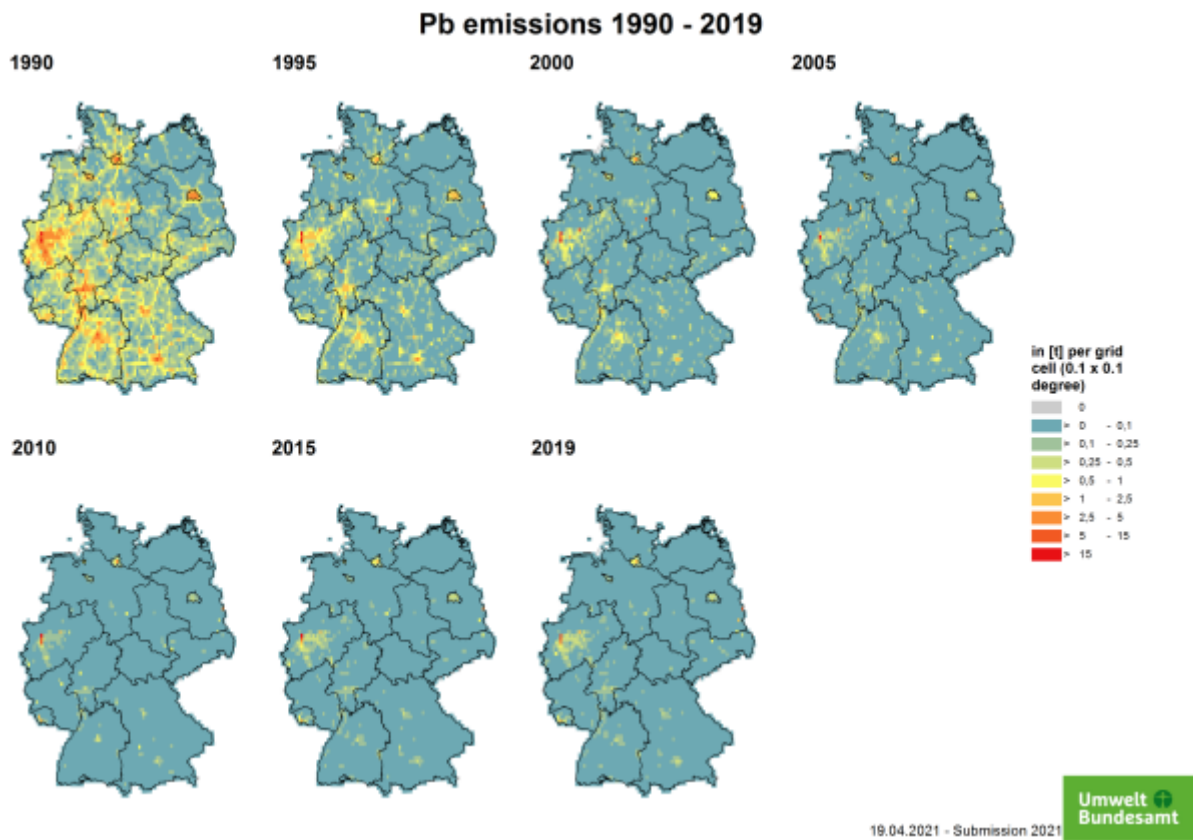 Pb emissions 1990 - 2019
1990
1995
2000
2005
in [t] per grid
cell (0.1 x 0.1
degree)
0
> 0 - 0,1
> 0,1 - 0,25
> 0,25 - 0,5
> 0,5 - 1
> 1 - 2,5
> 2,5 - 5
> 5 - 15
> 15
2010
2015
2019
Umwelt
Bundesamt
19.04.2021 - Submission 2021